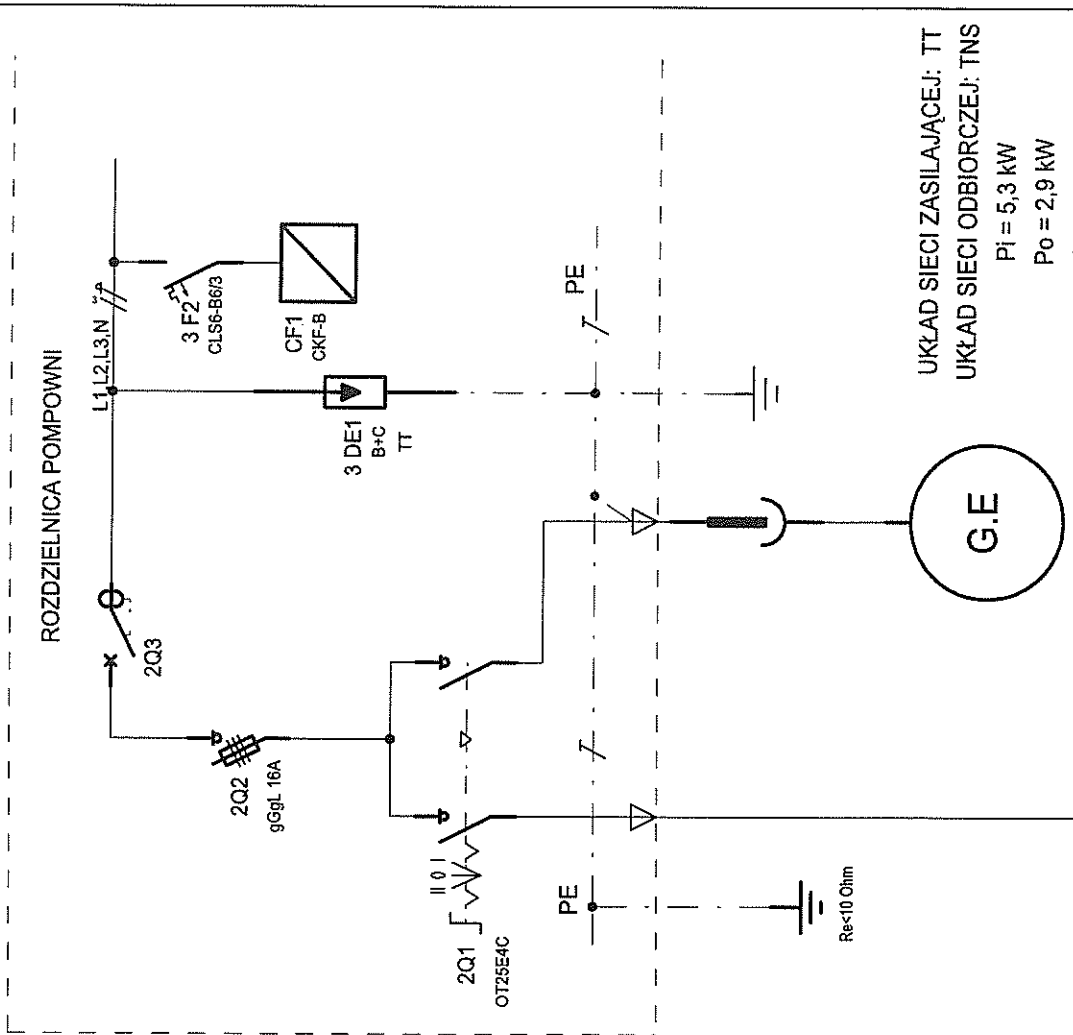 ROZDZIELNICA POMPOWNI
L1,L2,L3,N
3
2Q3
3 F2
CLS6-B6/3
CF1
CKF-B
2Q2
gGgL 16A
3 DE1
B+C
TT
II 0 I
2Q1
OT25E4C
PE
PE
Re<10 Ohm
G.E
UKŁAD SIECI ZASILAJĄCEJ: TT
UKŁAD SIECI ODBIORCZEJ: TNS
Pi = 5,3 kW
Po = 2,9 kW